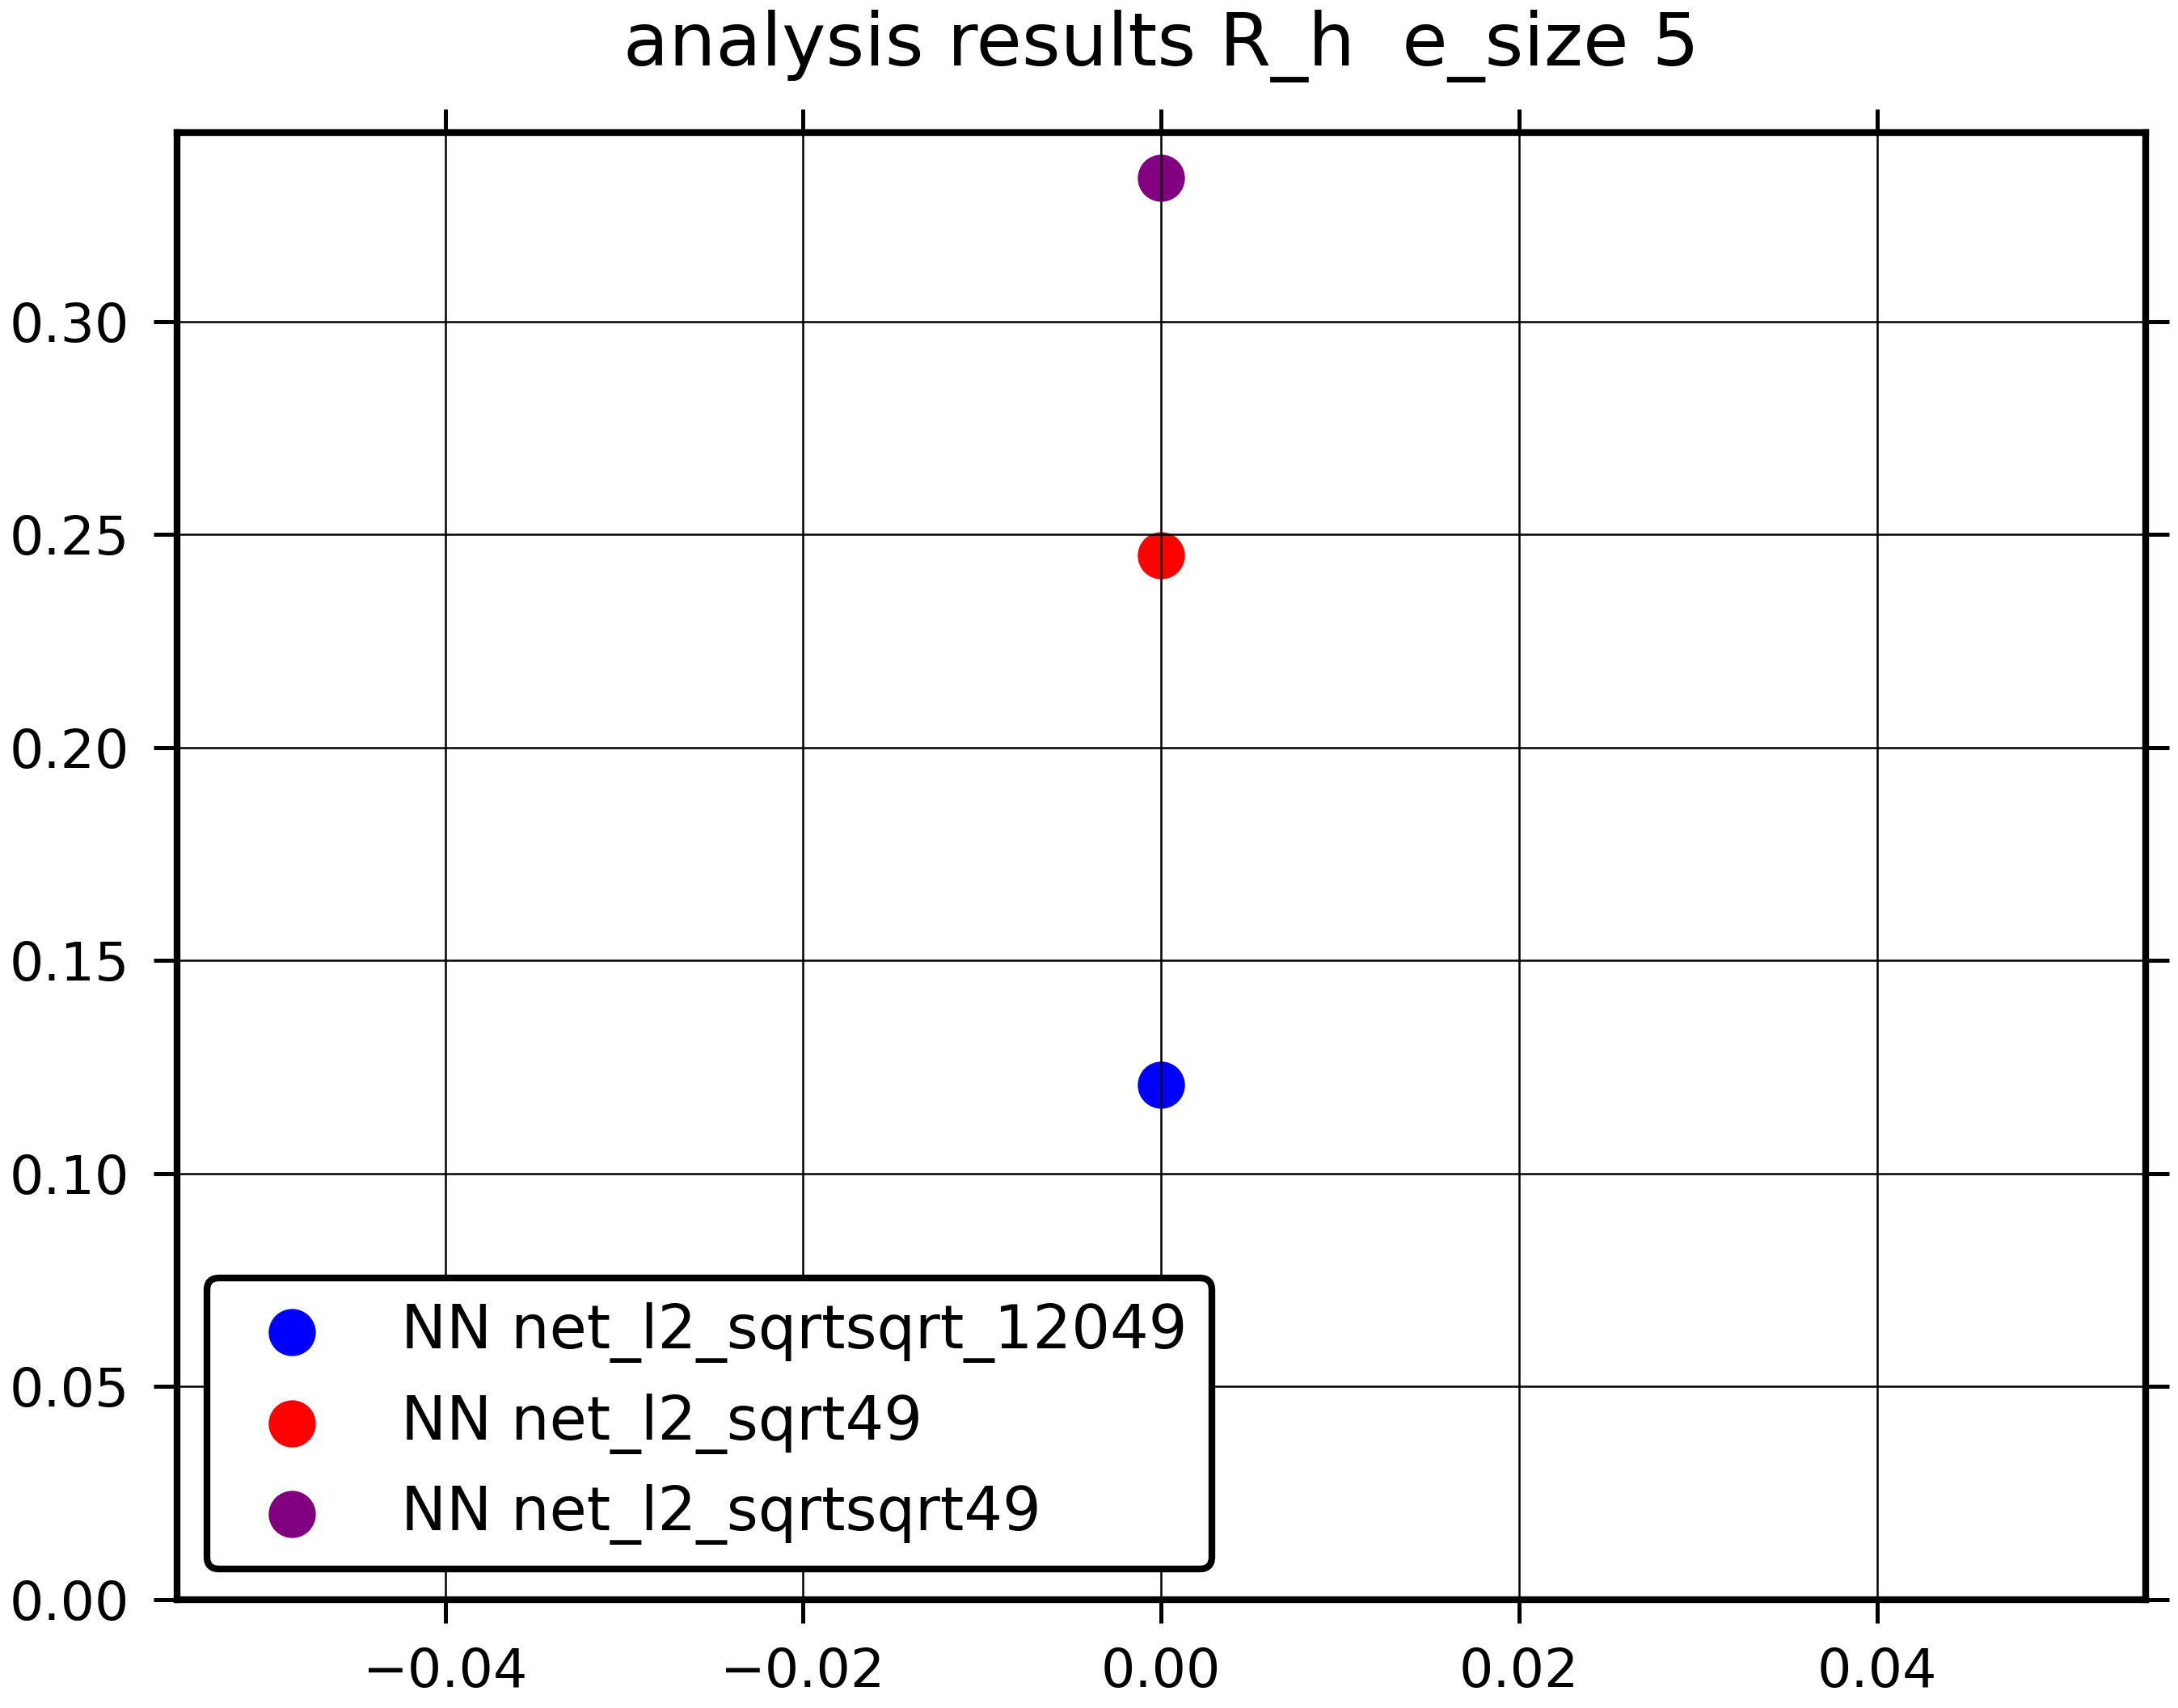 analysis results R_h  e_size 5
0.30
0.25
0.20
0.15
0.10
0.05
0.00
NN net_l2_sqrtsqrt_12049
NN net_l2_sqrt49
NN net_l2_sqrtsqrt49
−0.04 −0.02 0.00 0.02 0.04